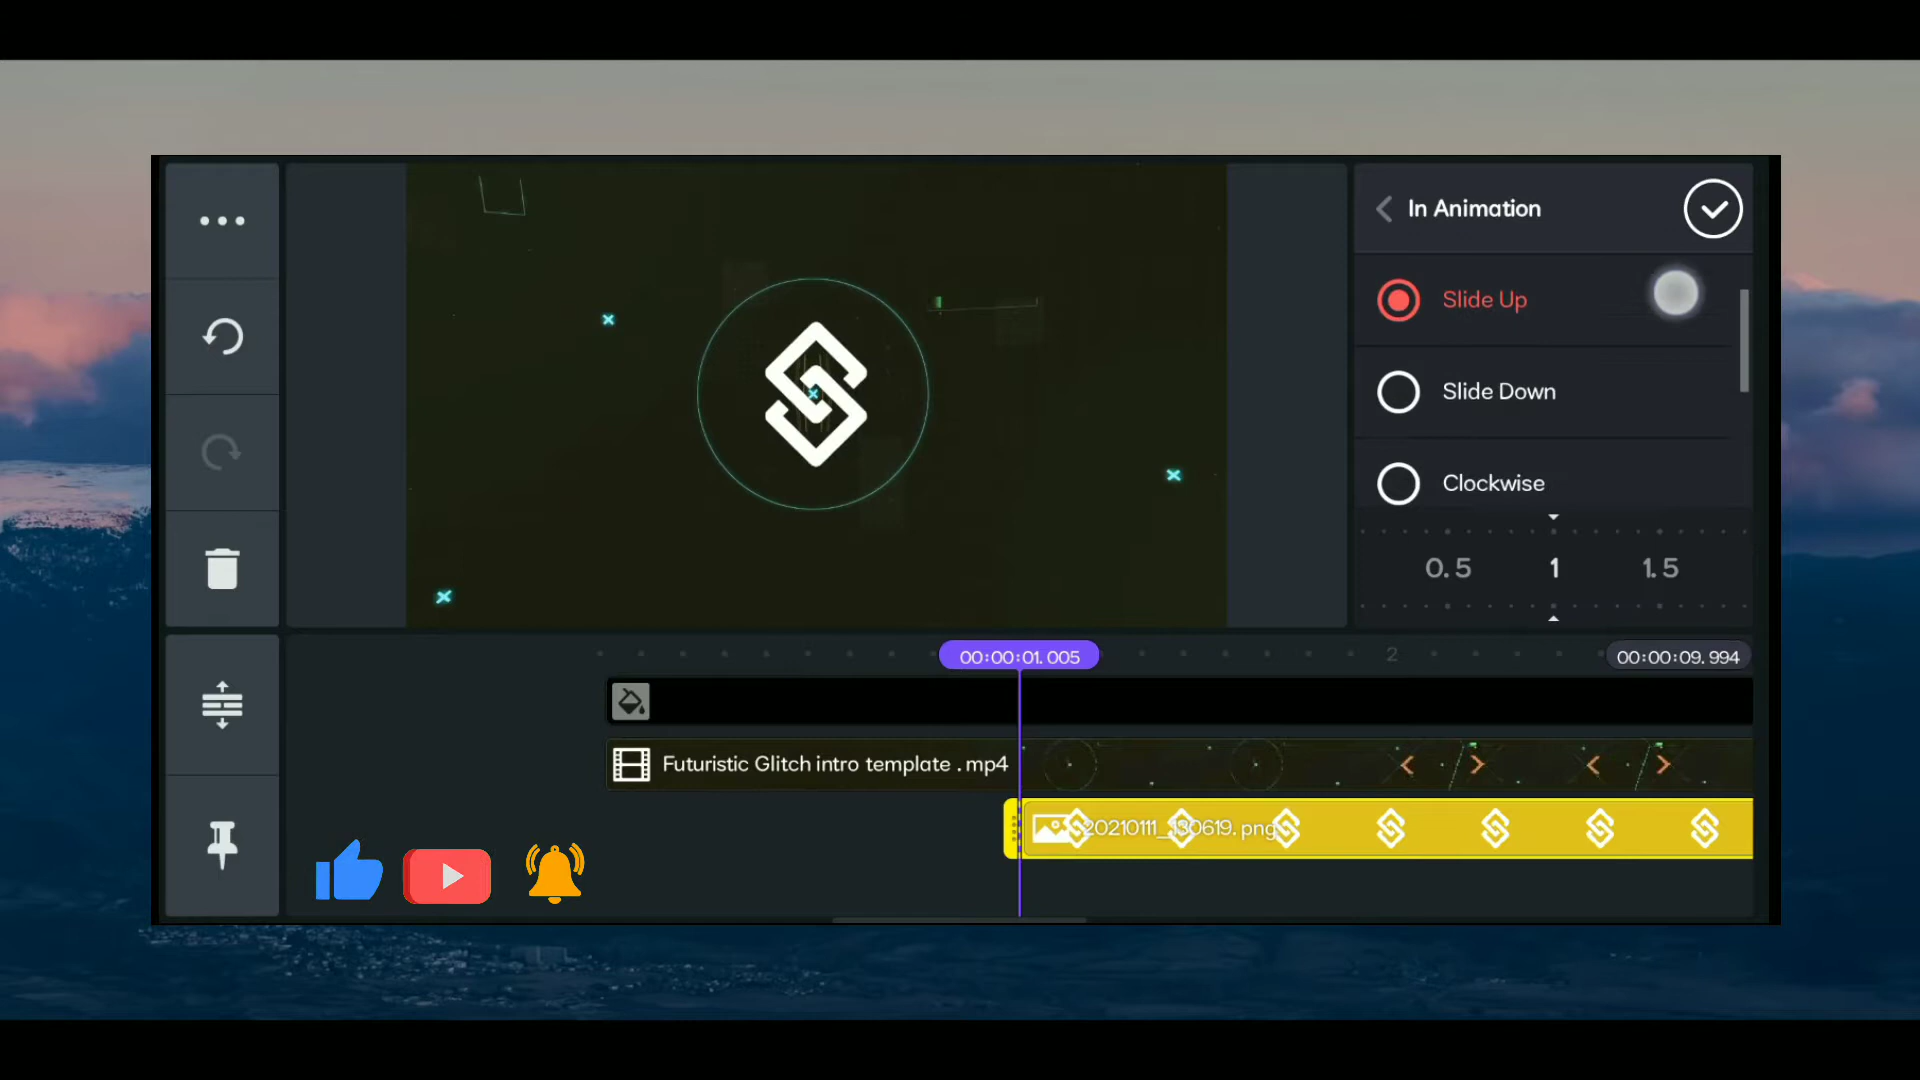 In Animation
Slide Up
Slide Down
Clockwise
0.5 1 1.5
00:00:01.005
2
00:00:09.994
Futuristic Glitch intro template .mp4
20210111_130619.png